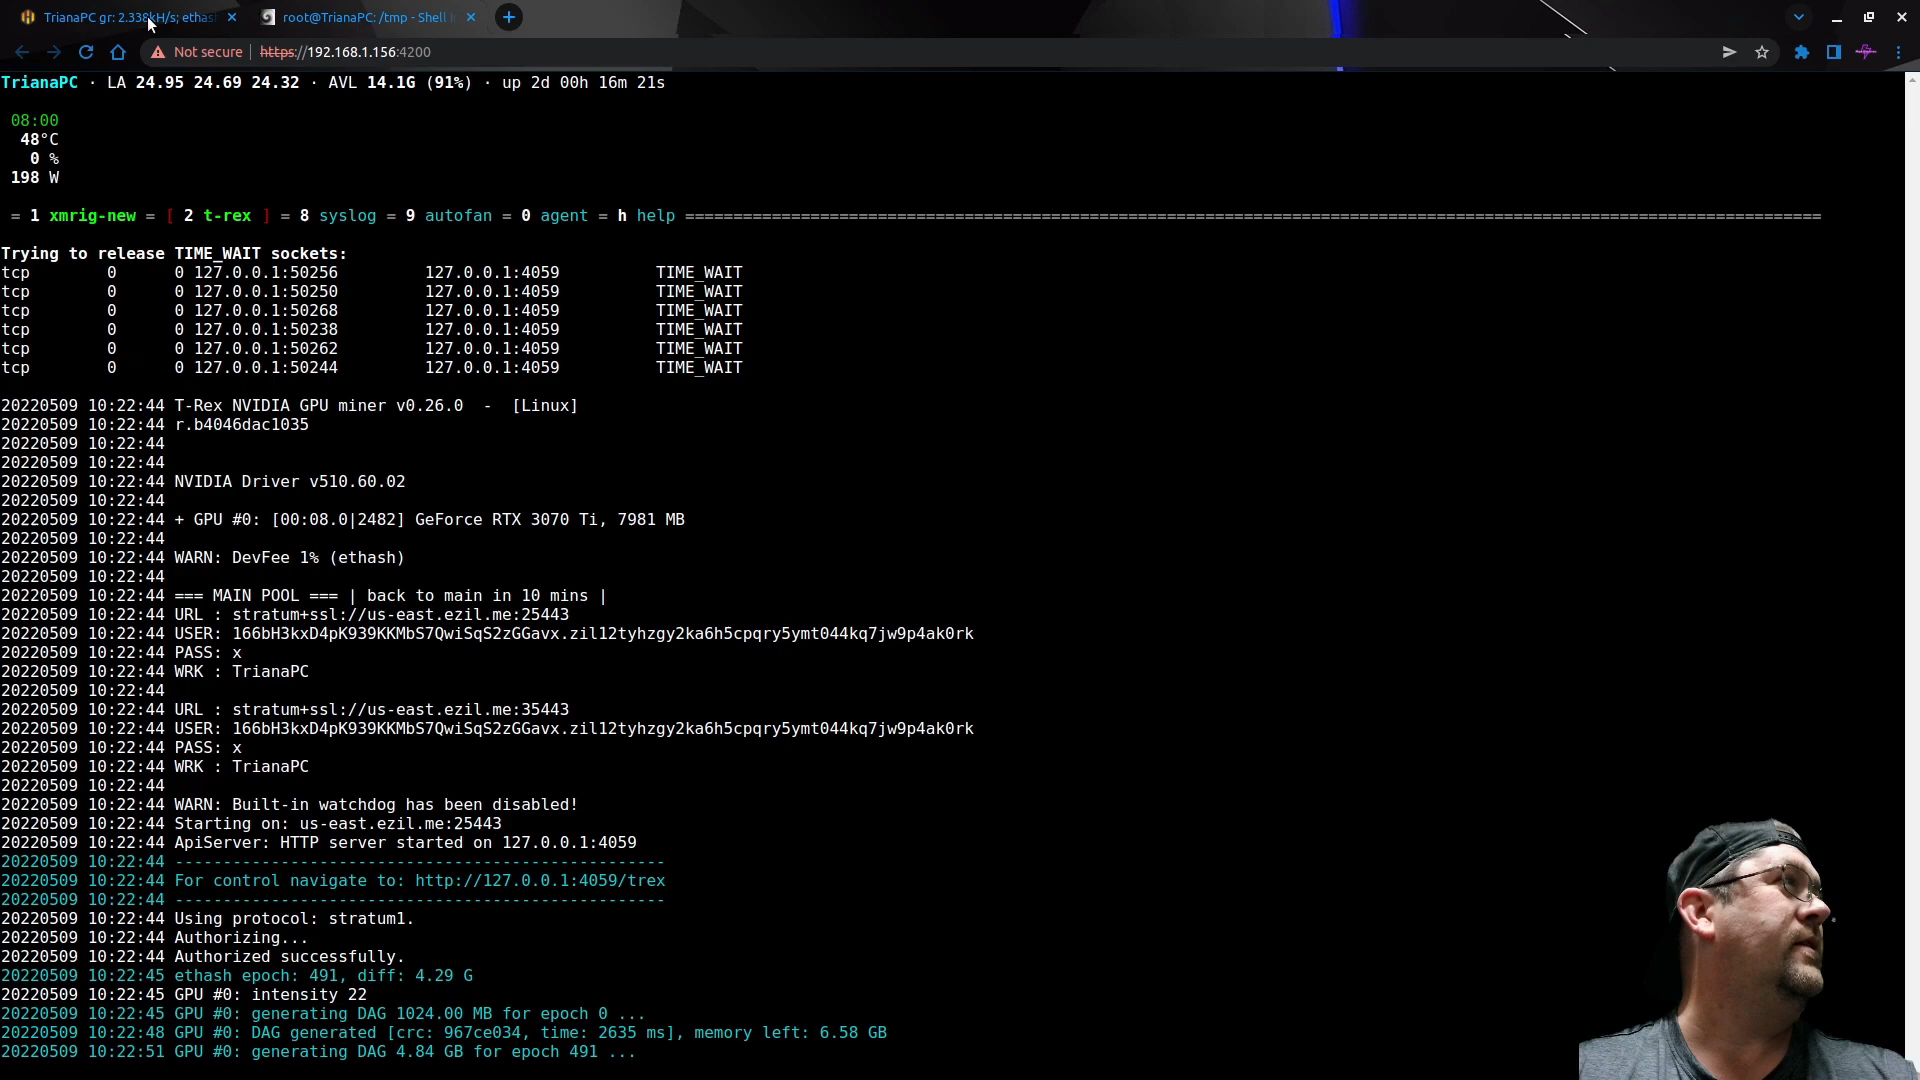 TrianaPC gr: 2.338kH/s; ethas
root@TrianaPC: /tmp - Shell
Not secure | https://192.168.1.156:4200
TrianaPC · LA 24.95 24.69 24.32 · AVL 14.1G (91%) · up 2d 00h 16m 21s
08:00
48°C
0 %
198 W
= 1 xmrig-new = [ 2 t-rex ] = 8 syslog = 9 autofan = 0 agent = h help ======================================================================================================================
Trying to release TIME_WAIT sockets:
tcp 0 0 127.0.0.1:50256 127.0.0.1:4059 TIME_WAIT
tcp 0 0 127.0.0.1:50250 127.0.0.1:4059 TIME_WAIT
tcp 0 0 127.0.0.1:50268 127.0.0.1:4059 TIME_WAIT
tcp 0 0 127.0.0.1:50238 127.0.0.1:4059 TIME_WAIT
tcp 0 0 127.0.0.1:50262 127.0.0.1:4059 TIME_WAIT
tcp 0 0 127.0.0.1:50244 127.0.0.1:4059 TIME_WAIT
20220509 10:22:44 T-Rex NVIDIA GPU miner v0.26.0 - [Linux]
20220509 10:22:44 r.b4046dac1035
20220509 10:22:44
20220509 10:22:44
20220509 10:22:44 NVIDIA Driver v510.60.02
20220509 10:22:44
20220509 10:22:44 + GPU #0: [00:08.0|2482] GeForce RTX 3070 Ti, 7981 MB
20220509 10:22:44
20220509 10:22:44 WARN: DevFee 1% (ethash)
20220509 10:22:44
20220509 10:22:44 === MAIN POOL === | back to main in 10 mins |
20220509 10:22:44 URL : stratum+ssl://us-east.ezil.me:25443
20220509 10:22:44 USER: 166bH3kxD4pK939KKMbS7QwiSqS2zGGavx.zil12tyhzgy2ka6h5cpqry5ymt044kq7jw9p4ak0rk
20220509 10:22:44 PASS: x
20220509 10:22:44 WRK : TrianaPC
20220509 10:22:44
20220509 10:22:44 URL : stratum+ssl://us-east.ezil.me:35443
20220509 10:22:44 USER: 166bH3kxD4pK939KKMbS7QwiSqS2zGGavx.zil12tyhzgy2ka6h5cpqry5ymt044kq7jw9p4ak0rk
20220509 10:22:44 PASS: x
20220509 10:22:44 WRK : TrianaPC
20220509 10:22:44
20220509 10:22:44 WARN: Built-in watchdog has been disabled!
20220509 10:22:44 Starting on: us-east.ezil.me:25443
20220509 10:22:44 ApiServer: HTTP server started on 127.0.0.1:4059
20220509 10:22:44 ---------------------------------------------------
20220509 10:22:44 For control navigate to: http://127.0.0.1:4059/trex
20220509 10:22:44 ---------------------------------------------------
20220509 10:22:44 Using protocol: stratum1.
20220509 10:22:44 Authorizing...
20220509 10:22:44 Authorized successfully.
20220509 10:22:45 ethash epoch: 491, diff: 4.29 G
20220509 10:22:45 GPU #0: intensity 22
20220509 10:22:45 GPU #0: generating DAG 1024.00 MB for epoch 0 ...
20220509 10:22:48 GPU #0: DAG generated [crc: 967ce034, time: 2635 ms], memory left: 6.58 GB
20220509 10:22:51 GPU #0: generating DAG 4.84 GB for epoch 491 ...